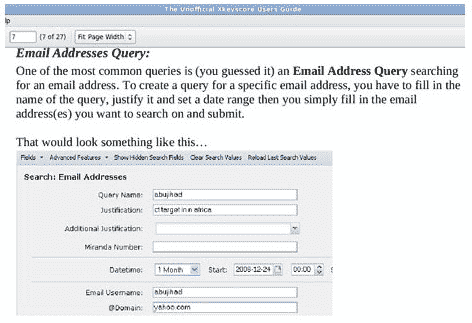 The Unofficial Xkeyscore Users Guide
lp
7 (7 of 27) Fit Page Width
Email Addresses Query:
One of the most common queries is (you guessed it) an Email Address Query searching
for an email address. To create a query for a specific email address, you have to fill in the
name of the query, justify it and set a date range then you simply fill in the email
address(es) you want to search on and submit.
That would look something like this…
Fields Advanced Features Show Hidden Search Fields Clear Search Values Reload Last Search Values
Search: Email Addresses
Query Name: abujihad
Justification: ct target in n africa
Additional Justification:
Miranda Number:
Datetime: 1 Month Start: 2008-12-24 00:00
Email Username: abujihad
@Domain: yahoo.com